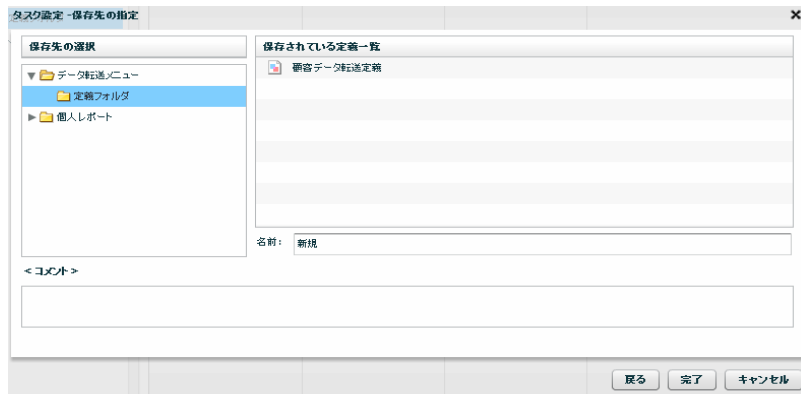 タスク設定 -保存先の指定
保存先の選択
データ転送メニュー
定義フォルダ
個人レポート
保存されている定義一覧
顧客データ転送定義
名前:
新規
<コメント>
戻る
完了
キャンセル